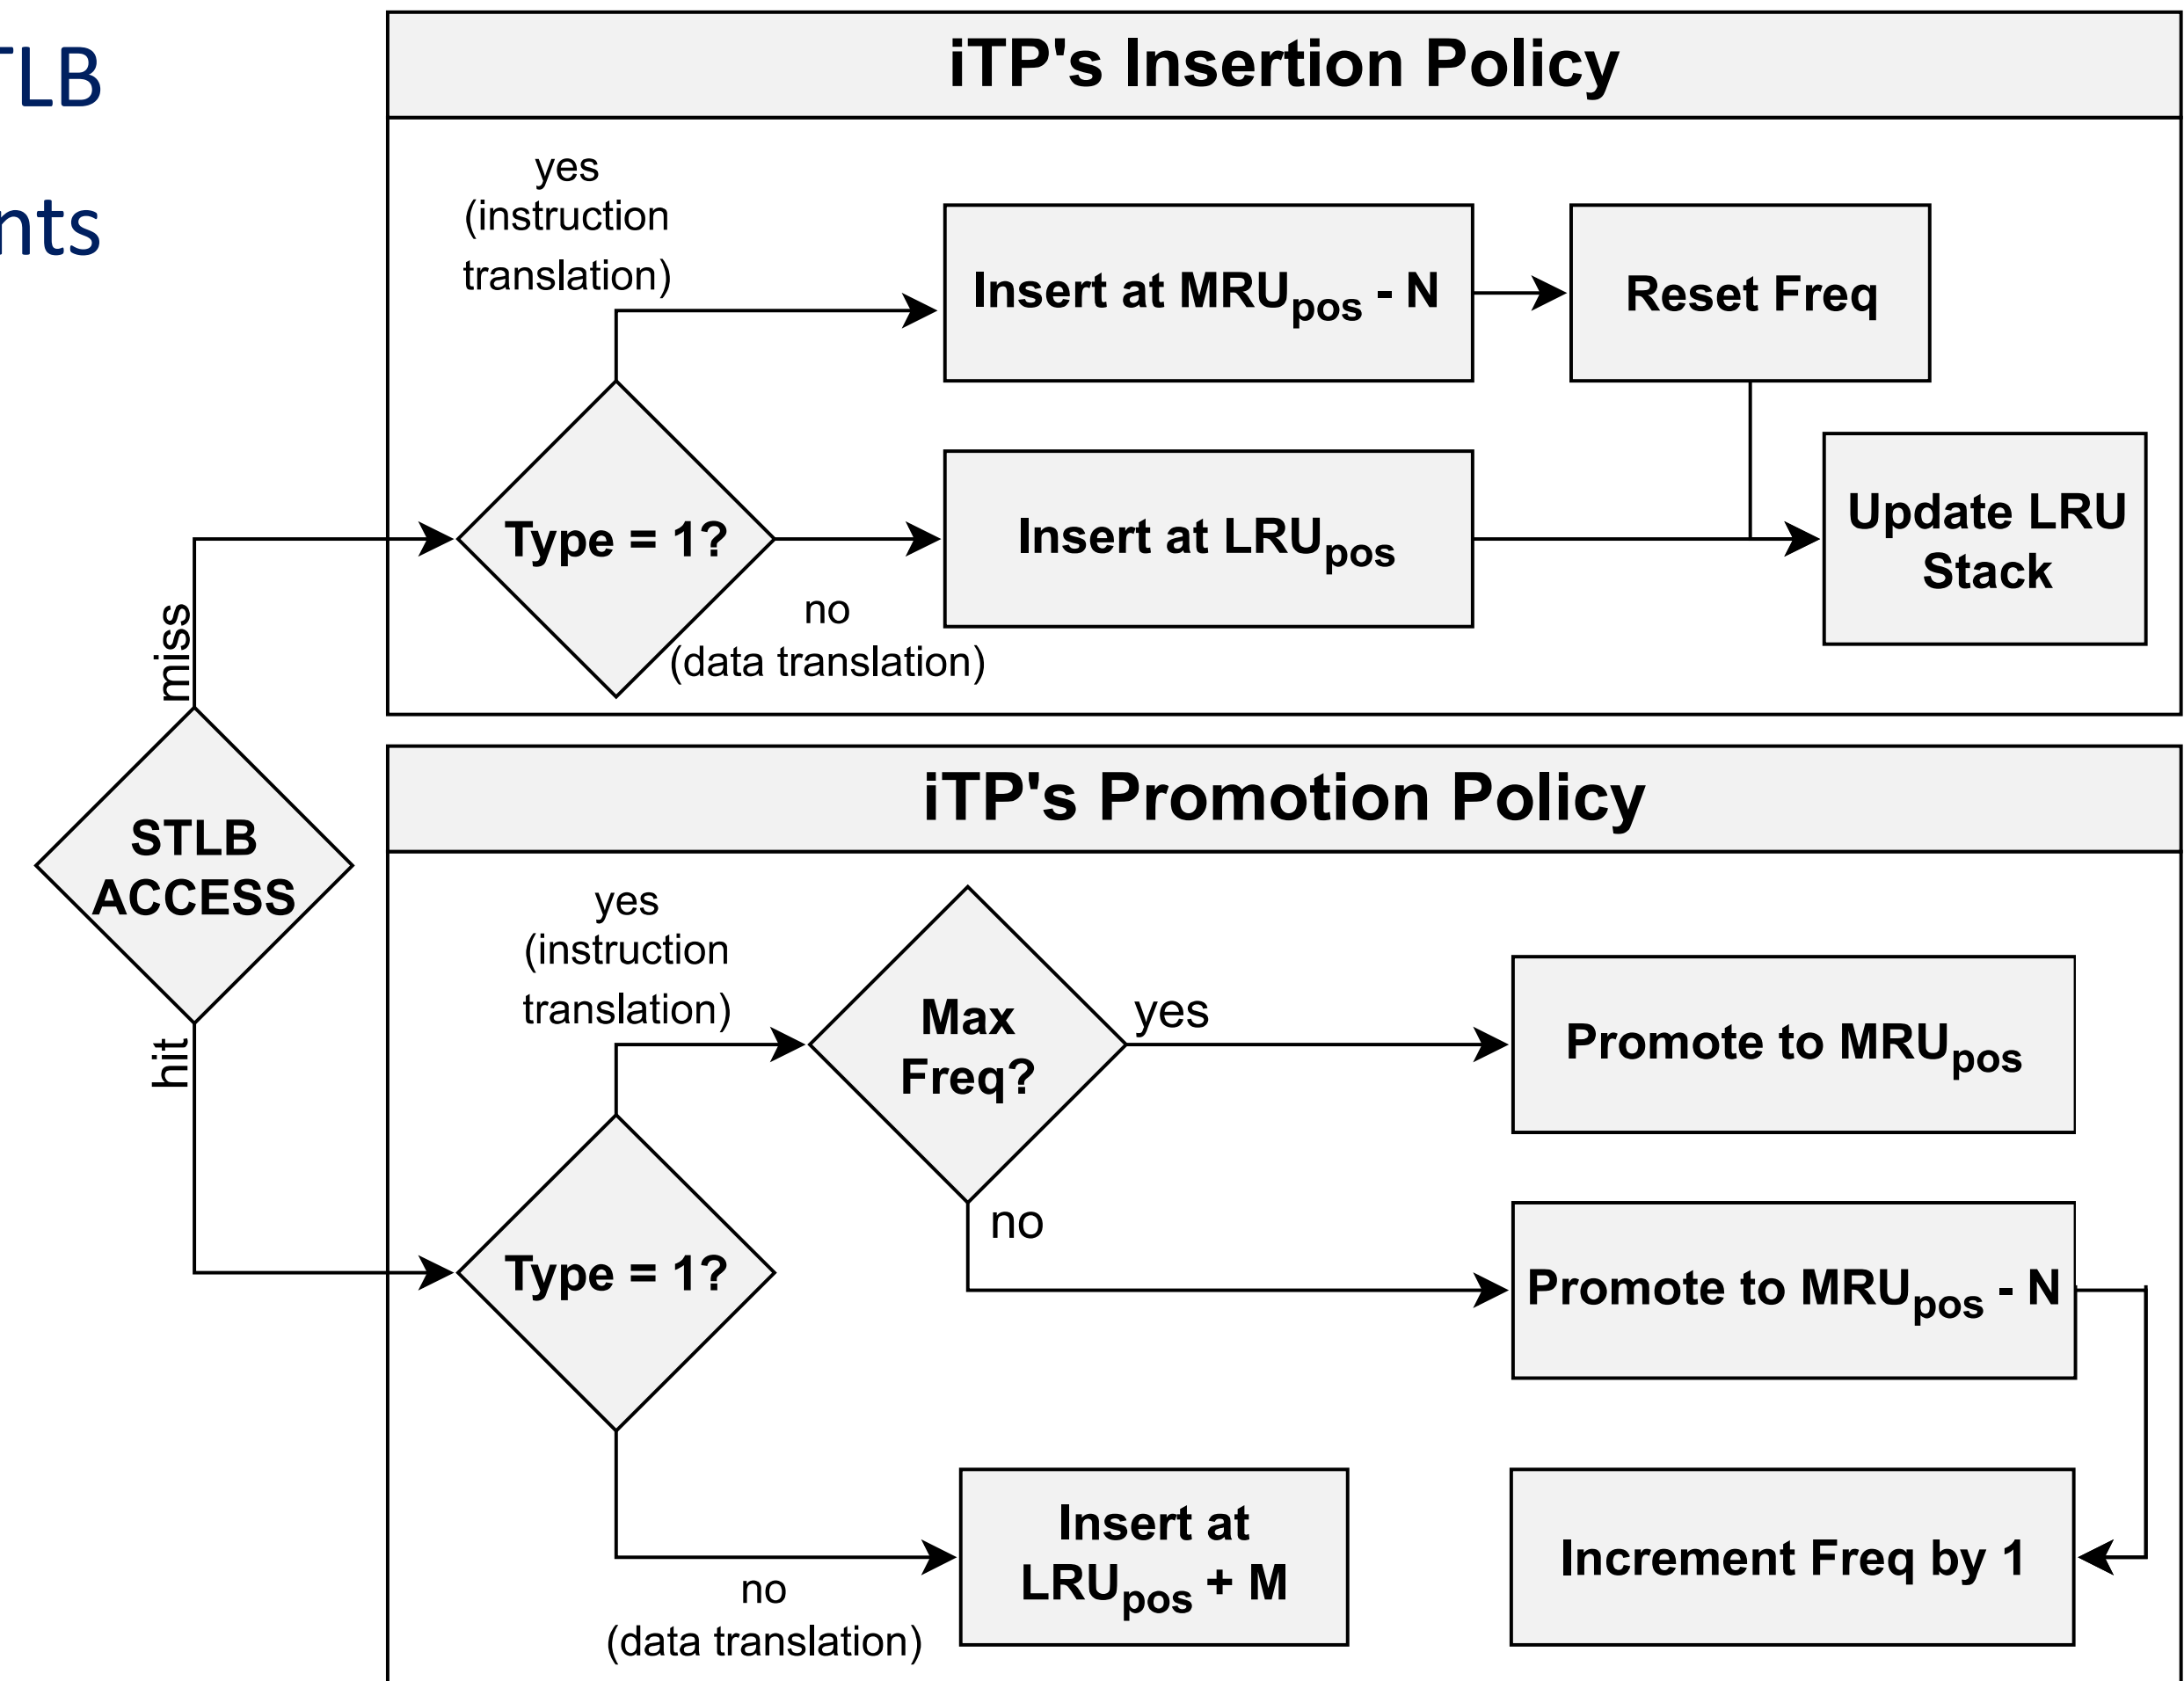 TLB
nts
iTP's Insertion Policy
yes
(instruction
translation)
Insert at MRUpos - N
Reset Freq
Type = 1?
Insert at LRUpos
Update LRU
Stack
no
(data translation)
miss
STLB
ACCESS
hit
iTP's Promotion Policy
yes
(instruction
translation)
Max
Freq?
yes
Promote to MRUpos
no
Promote to MRUpos - N
Type = 1?
Insert at
LRUpos + M
Increment Freq by 1
no
(data translation)